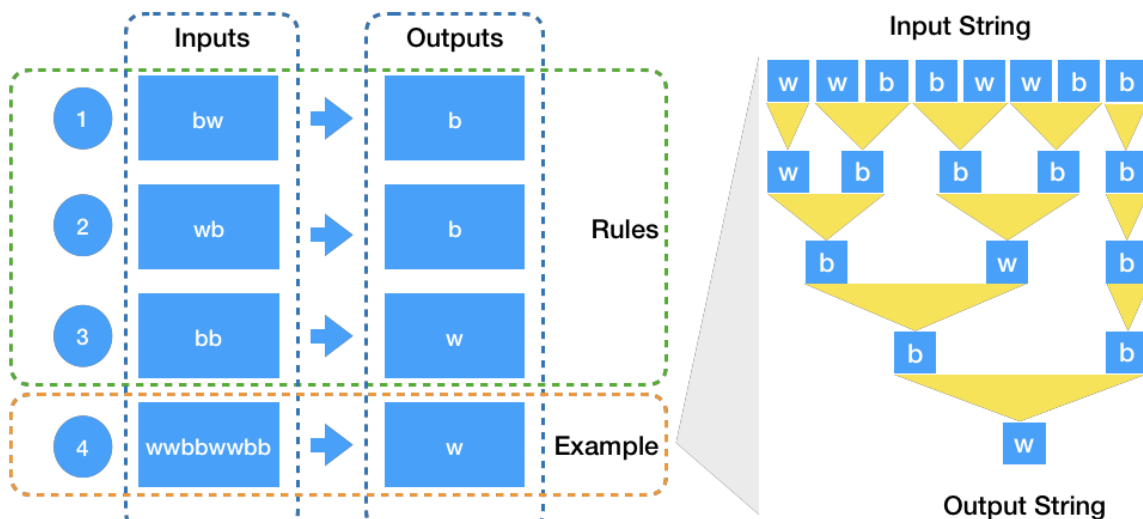 Inputs Outputs
1 bw b
2 wb b
Rules
3 bb w
4 wwbbwwbb w
Example
Input String
w w b b w w b b
w b b b b
b w b
b b
w
Output String